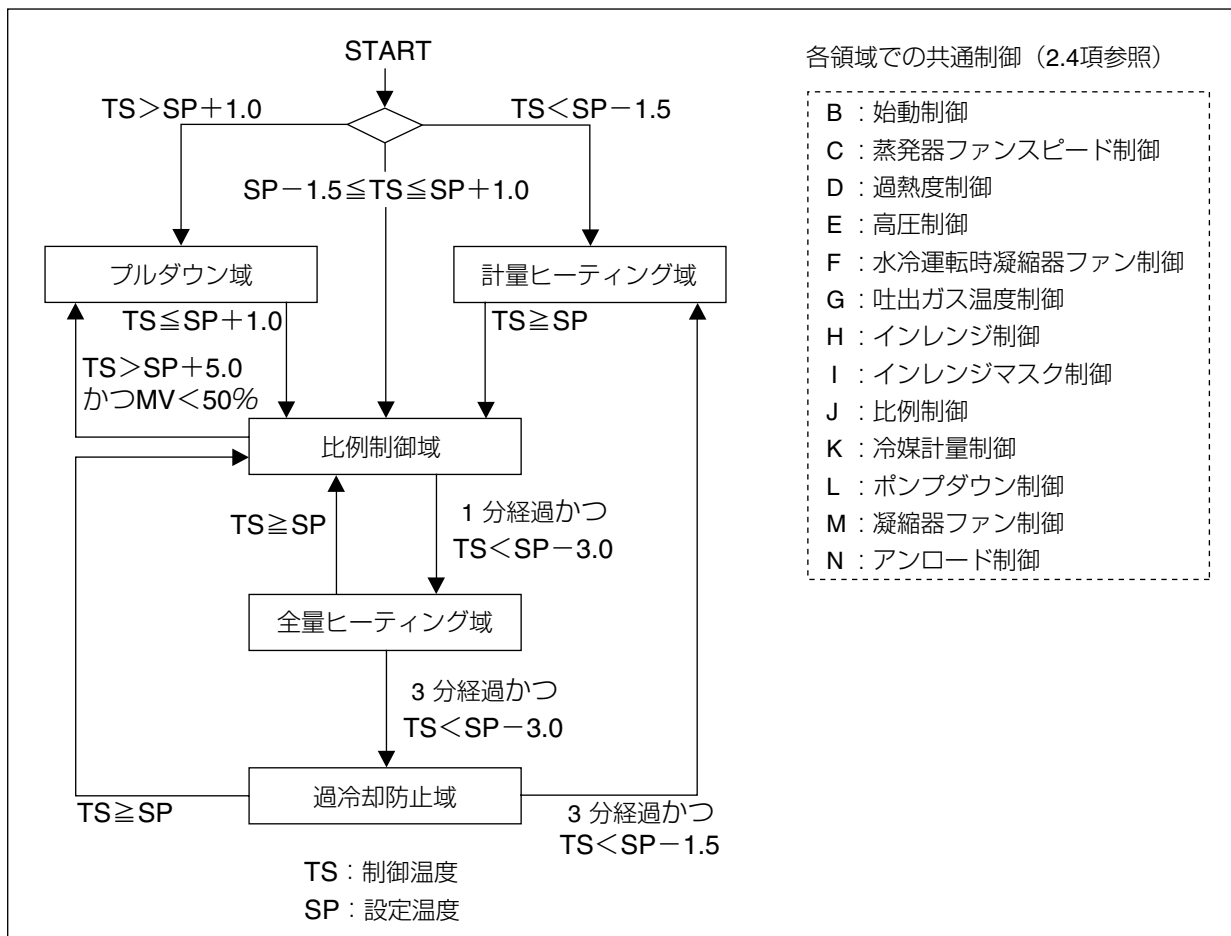 START
TS＞SP＋1.0
TS＜SP－1.5
SP－1.5≦TS≦SP＋1.0
プルダウン域
計量ヒーティング域
TS≦SP＋1.0
TS≧SP
TS＞SP＋5.0
かつMV＜50％
比例制御域
TS≧SP
1 分経過かつ
TS＜SP－3.0
全量ヒーティング域
3 分経過かつ
TS＜SP－3.0
過冷却防止域
TS≧SP
3 分経過かつ
TS＜SP－1.5
TS：制御温度
SP：設定温度
各領域での共通制御（2.4項参照）
B：始動制御
C：蒸発器ファンスピード制御
D：過熱度制御
E：高圧制御
F：水冷運転時凝縮器ファン制御
G：吐出ガス温度制御
H：インレンジ制御
I：インレンジマスク制御
J：比例制御
K：冷媒計量制御
L：ポンプダウン制御
M：凝縮器ファン制御
N：アンロード制御